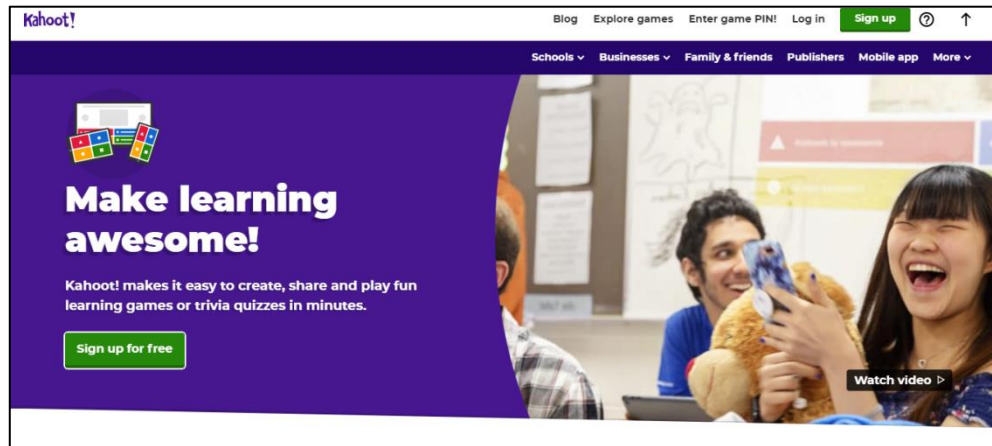 Kahoot!
Blog Explore games Enter game PIN! Log in Sign up
Schools Businesses Family & friends Publishers Mobile app More
Make learning
awesome!
Kahoot! makes it easy to create, share and play fun
learning games or trivia quizzes in minutes.
Sign up for free
Watch video